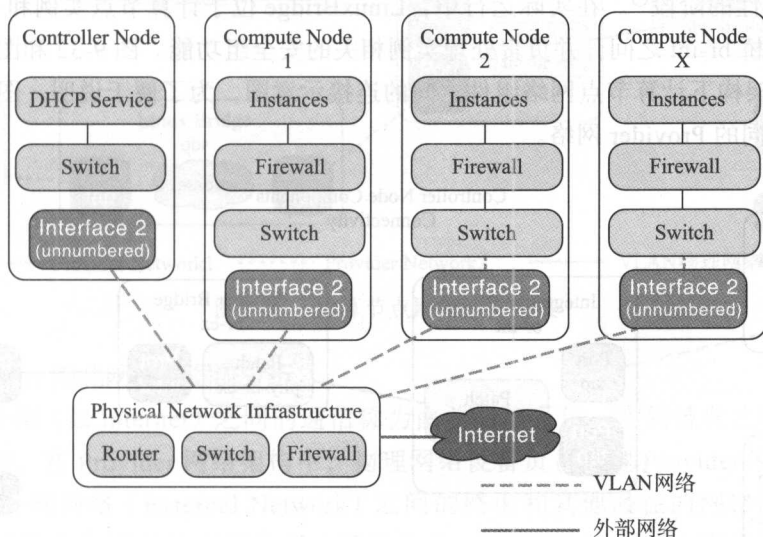 Controller Node
DHCP Service
Switch
Interface 2
(unnumbered)
Compute Node
1
Instances
Firewall
Switch
Interface 2
(unnumbered)
Compute Node
2
Instances
Firewall
Switch
Interface 2
(unnumbered)
Compute Node
X
Instances
Firewall
Switch
Interface 2
(unnumbered)
Physical Network Infrastructure
Router
Switch
Firewall
Internet
VLAN网络
外部网络